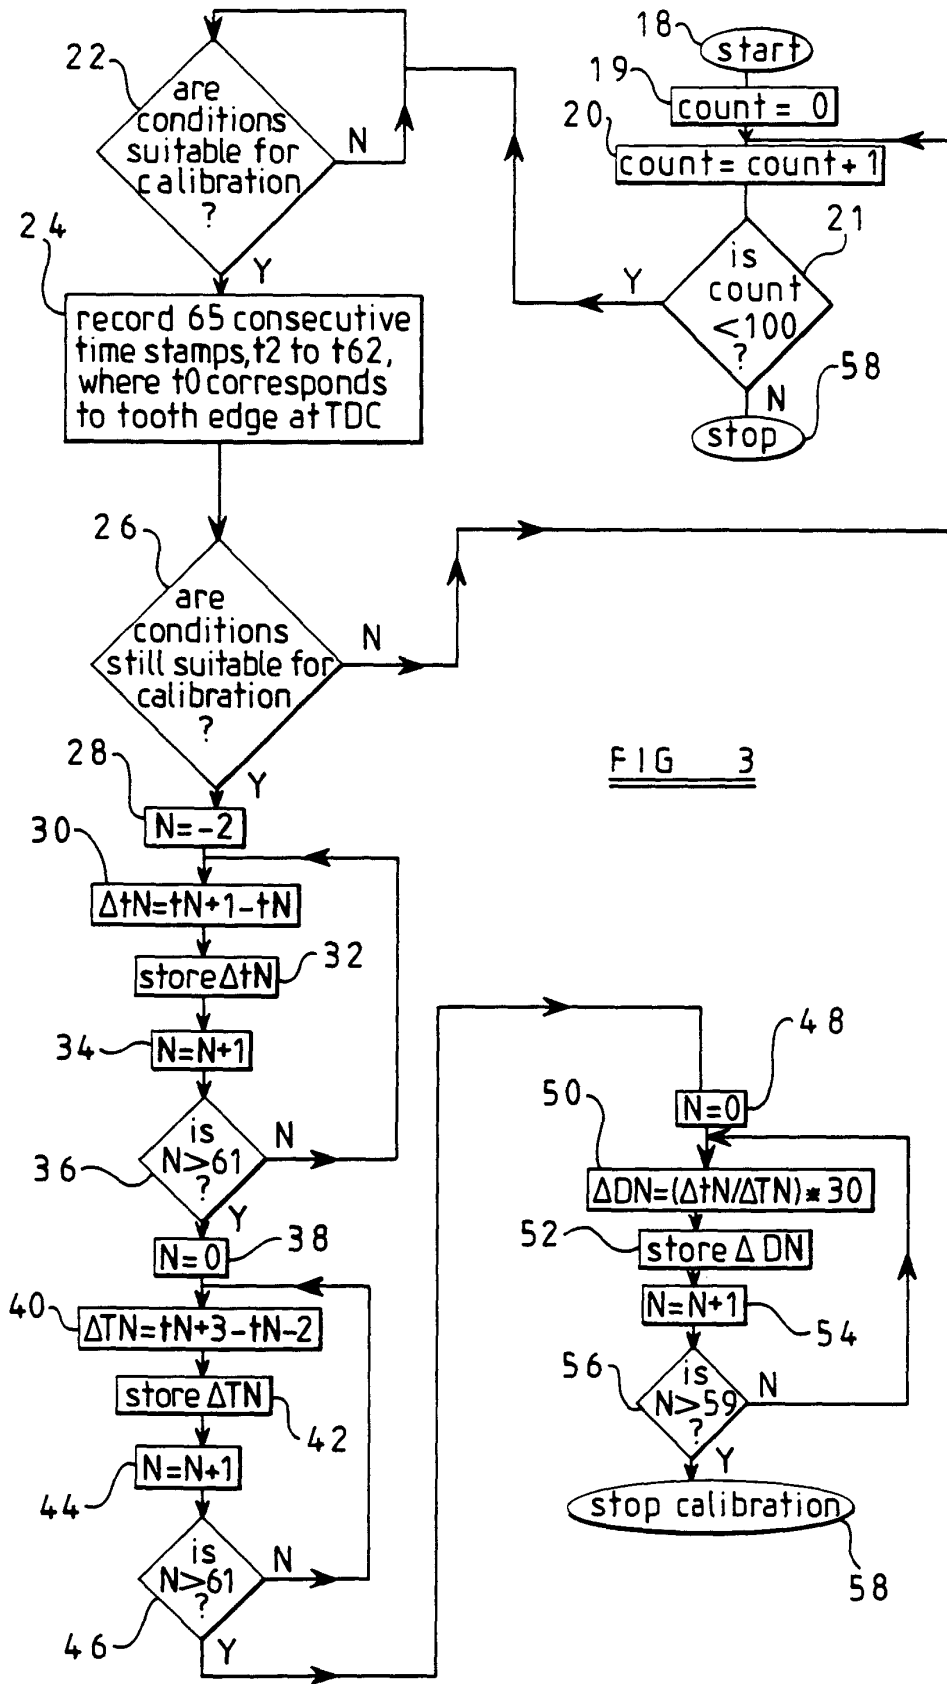 18
start
19
count = 0
20
count = count + 1
21
is
count
<100
?
Y
N
58
stop
22
are
conditions
suitable for
calibration
?
N
Y
24
record 65 consecutive
time stamps, t2 to t62,
where t0 corresponds
to tooth edge at TDC
26
are
conditions
still suitable for
calibration
?
N
Y
FIG 3
28
N=-2
30
ΔtN=tN+1-tN
32
store ΔtN
34
N=N+1
36
is
N>61
?
N
Y
38
N=0
40
ΔTN=tN+3-tN-2
store ΔTN
42
44
N=N+1
46
is
N>61
?
N
Y
48
N=0
50
ΔDN=(ΔtN/ΔTN)*30
52
store Δ DN
N=N+1
54
56
is
N>59
?
N
Y
stop calibration
58